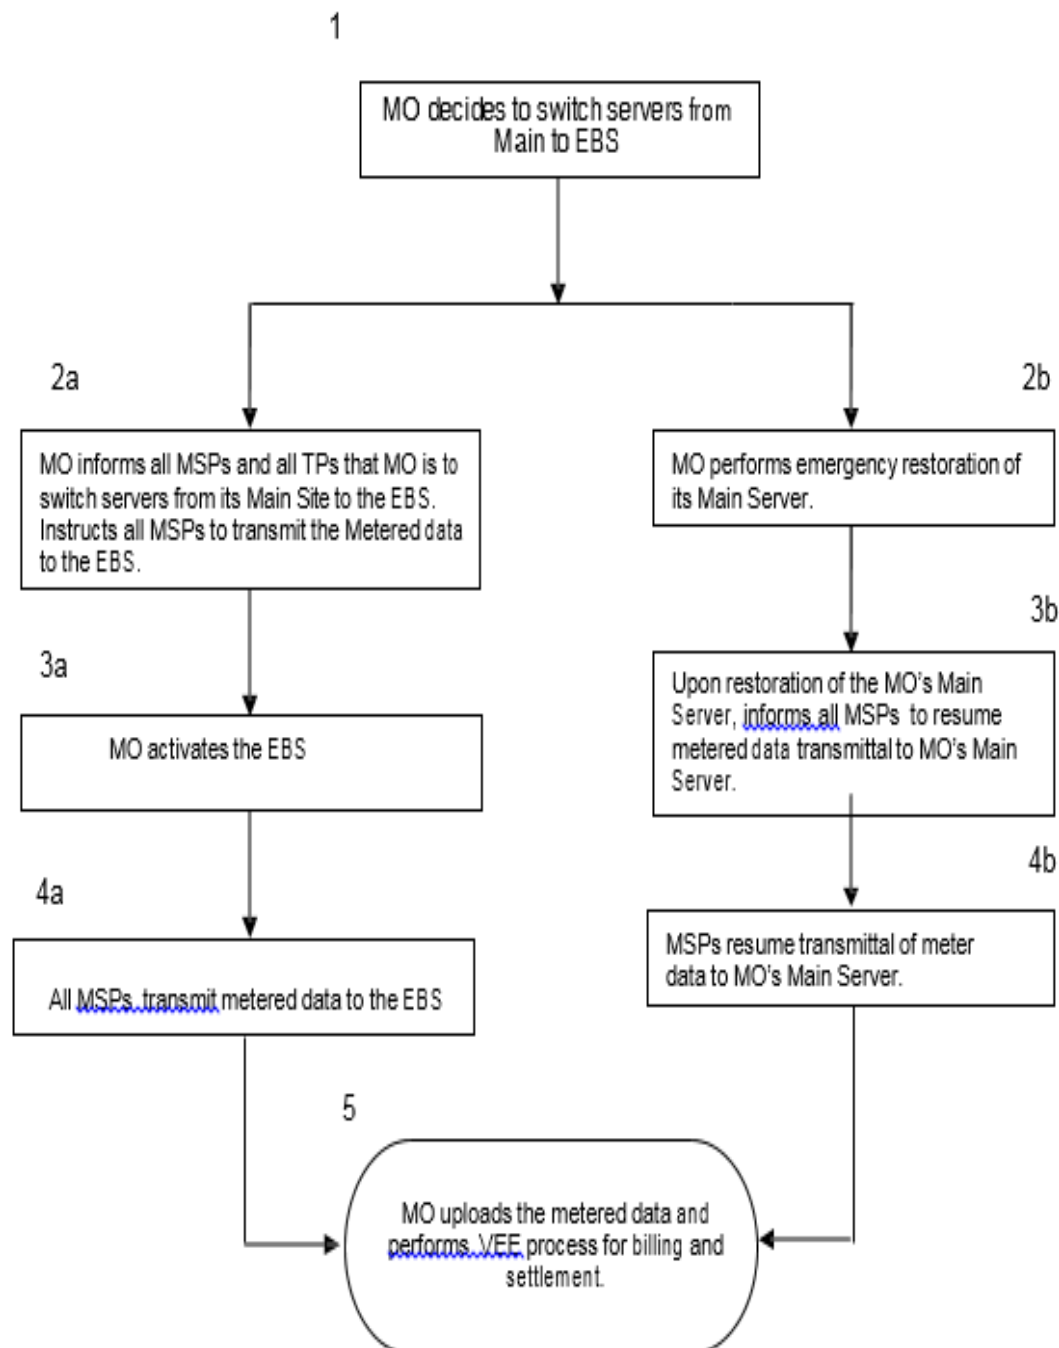 1
MO decides to switch servers from
Main to EBS
2a
2b
MO informs all MSPs and all TPs that MO is to
switch servers from its Main Site to the EBS.
Instructs all MSPs to transmit the Metered data
to the EBS.
MO performs emergency restoration of
its Main Server.
3a
3b
MO activates the EBS
Upon restoration of the MO's Main
Server, informs all MSPs to resume
metered data transmittal to MO's Main
Server.
4a
4b
All MSPs transmit metered data to the EBS
MSPs resume transmittal of meter
data to MO's Main Server.
5
MO uploads the metered data and
performs VEE process for billing and
settlement.